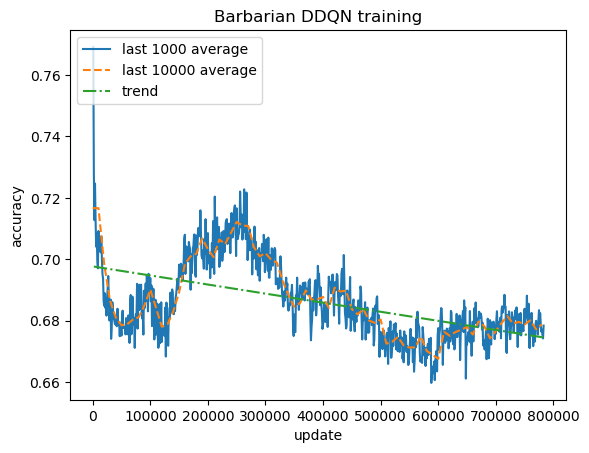 Barbarian DDQN training
last 1000 average
last 10000 average
trend
0.76
0.74
0.72
0.70
0.68
0.66
accuracy
0
100000
200000
300000
400000
500000
600000
700000
800000
update